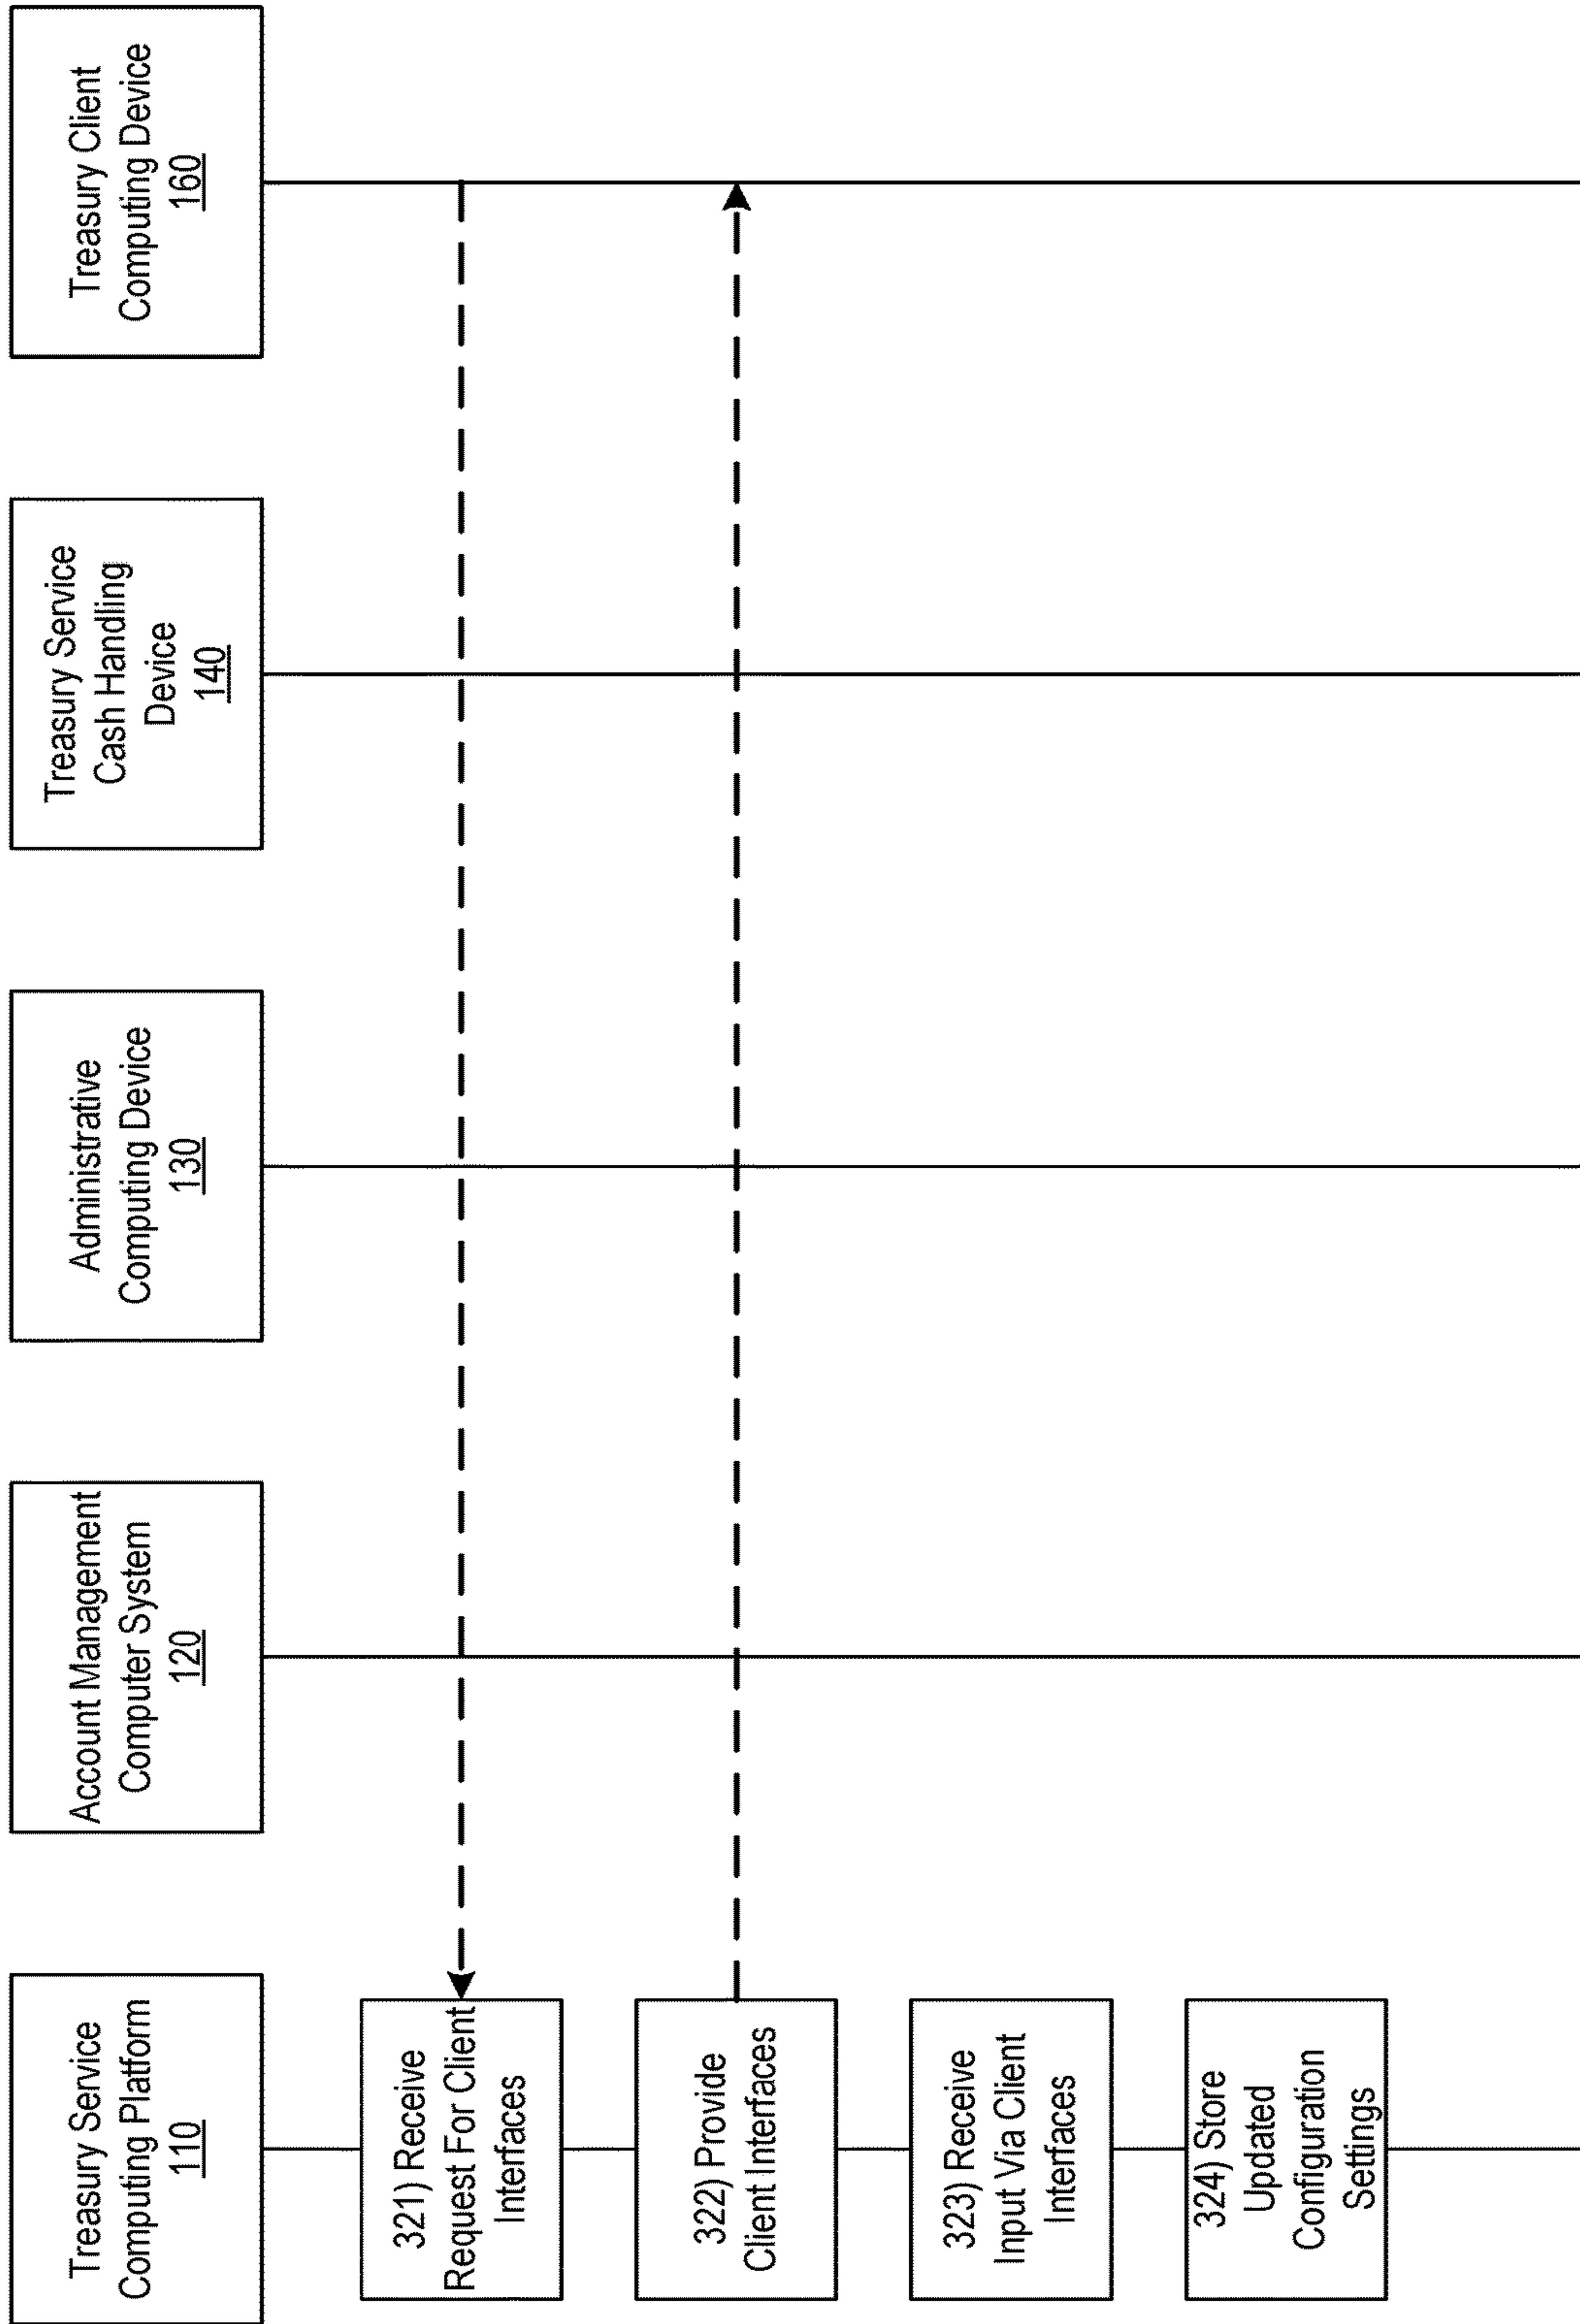 Treasury Service
Computing Platform
110
Account Management
Computer System
120
Administrative
Computing Device
130
Treasury Service
Cash Handling
Device
140
Treasury Client
Computing Device
160
321) Receive
Request For Client
Interfaces
322) Provide
Client Interfaces
323) Receive
Input Via Client
Interfaces
324) Store
Updated
Configuration
Settings